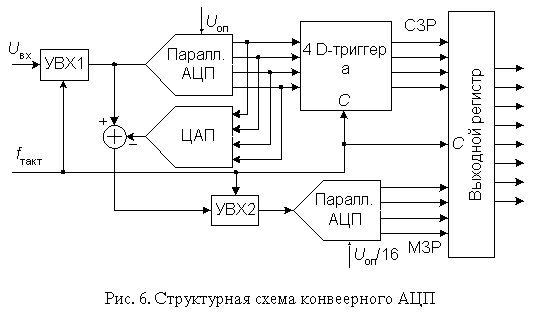 Uоп
СЗР
Uвх
УВХ1
Паралл.
АЦП
4 D-триггер
а
C
ЦАП
+
−
fтакт
C
Выходной регистр
УВХ2
Паралл.
АЦП
МЗР
Uоп/16
Рис. 6. Структурная схема конвеерного АЦП